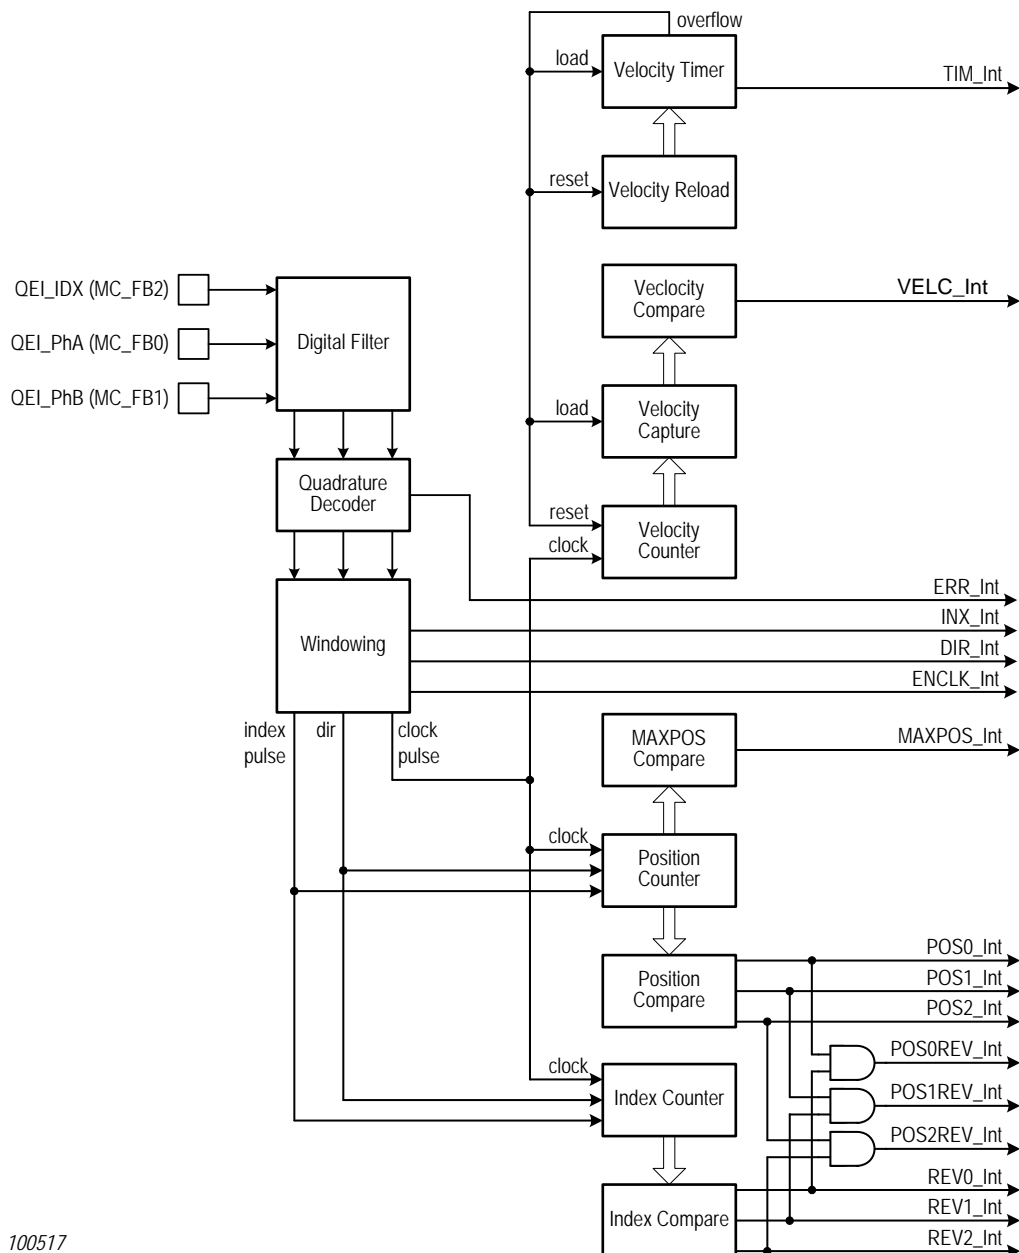 overflow
load
Velocity Timer
TIM_Int
reset
Velocity Reload
QEI_IDX (MC_FB2)
QEI_PhA (MC_FB0)
QEI_PhB (MC_FB1)
Digital Filter
Veclocity
Compare
VELC_Int
load
Velocity
Capture
Quadrature
Decoder
reset
clock
Velocity
Counter
ERR_Int
INX_Int
DIR_Int
ENCLK_Int
Windowing
index
pulse
dir
clock
pulse
MAXPOS
Compare
MAXPOS_Int
clock
Position
Counter
Position
Compare
POS0_Int
POS1_Int
POS2_Int
POS0REV_Int
POS1REV_Int
POS2REV_Int
clock
Index Counter
Index Compare
REV0_Int
REV1_Int
REV2_Int
100517